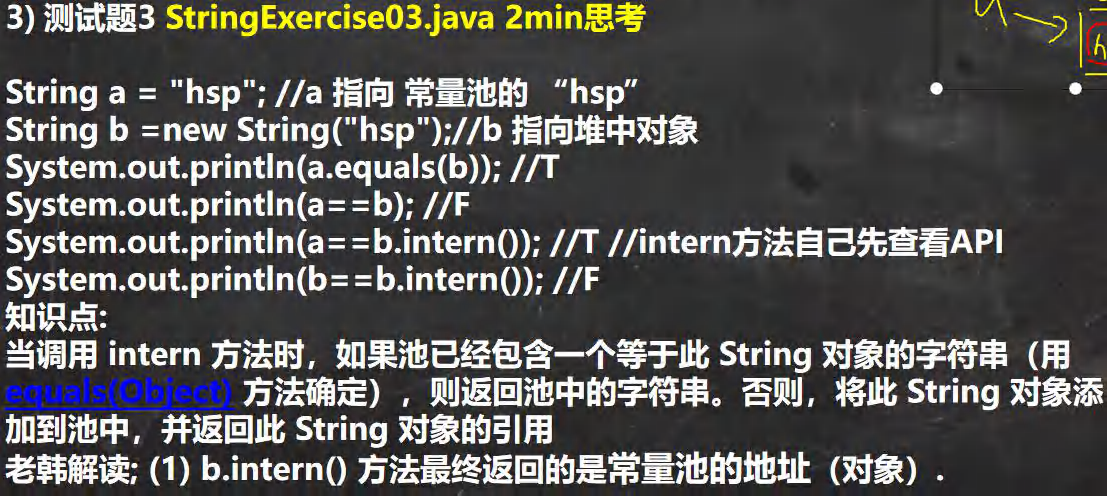 3) 测试题3 StringExercise03.java 2min思考
String a = "hsp"; //a 指向 常量池的 “hsp”
String b =new String("hsp");//b 指向堆中对象
System.out.println(a.equals(b)); //T
System.out.println(a==b); //F
System.out.println(a==b.intern()); //T //intern方法自己先查看API
System.out.println(b==b.intern()); //F
知识点:
当调用 intern 方法时，如果池已经包含一个等于此 String 对象的字符串（用
equals(Object) 方法确定），则返回池中的字符串。否则，将此 String 对象添
加到池中，并返回此 String 对象的引用
老韩解读; (1) b.intern() 方法最终返回的是常量池的地址（对象）.